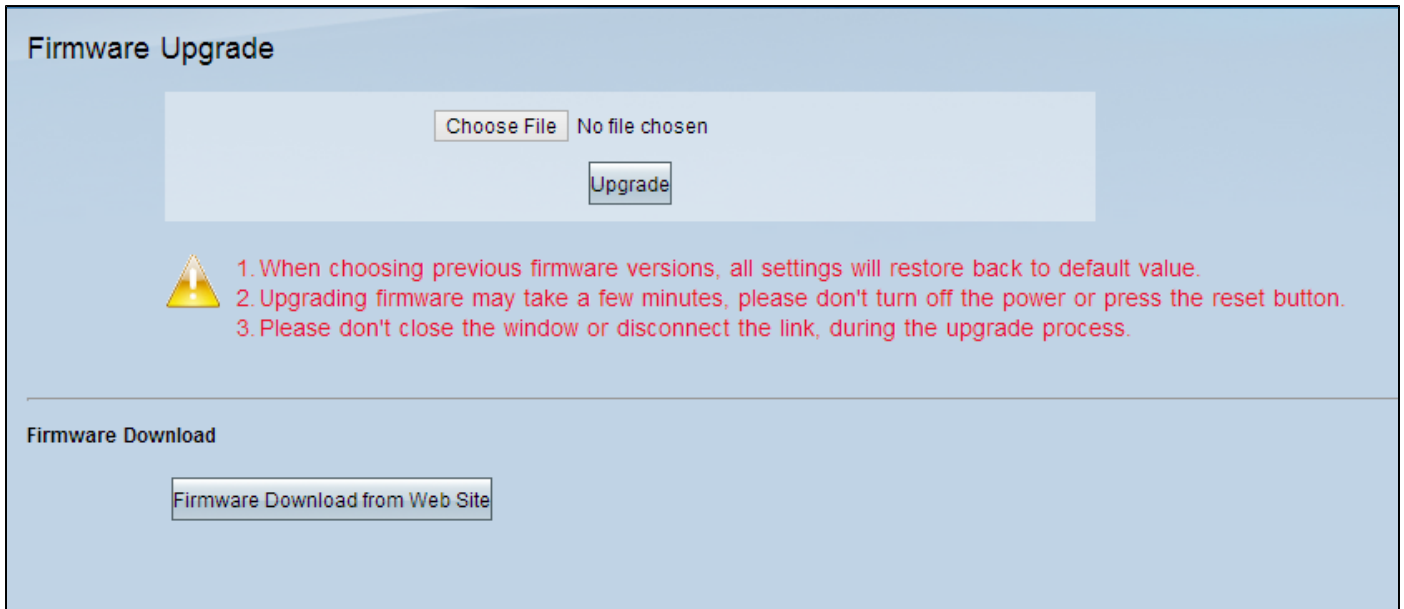 Firmware Upgrade
Choose File No file chosen
Upgrade
1. When choosing previous firmware versions, all settings will restore back to default value.
2. Upgrading firmware may take a few minutes, please don't turn off the power or press the reset button.
3. Please don't close the window or disconnect the link, during the upgrade process.
Firmware Download
Firmware Download from Web Site